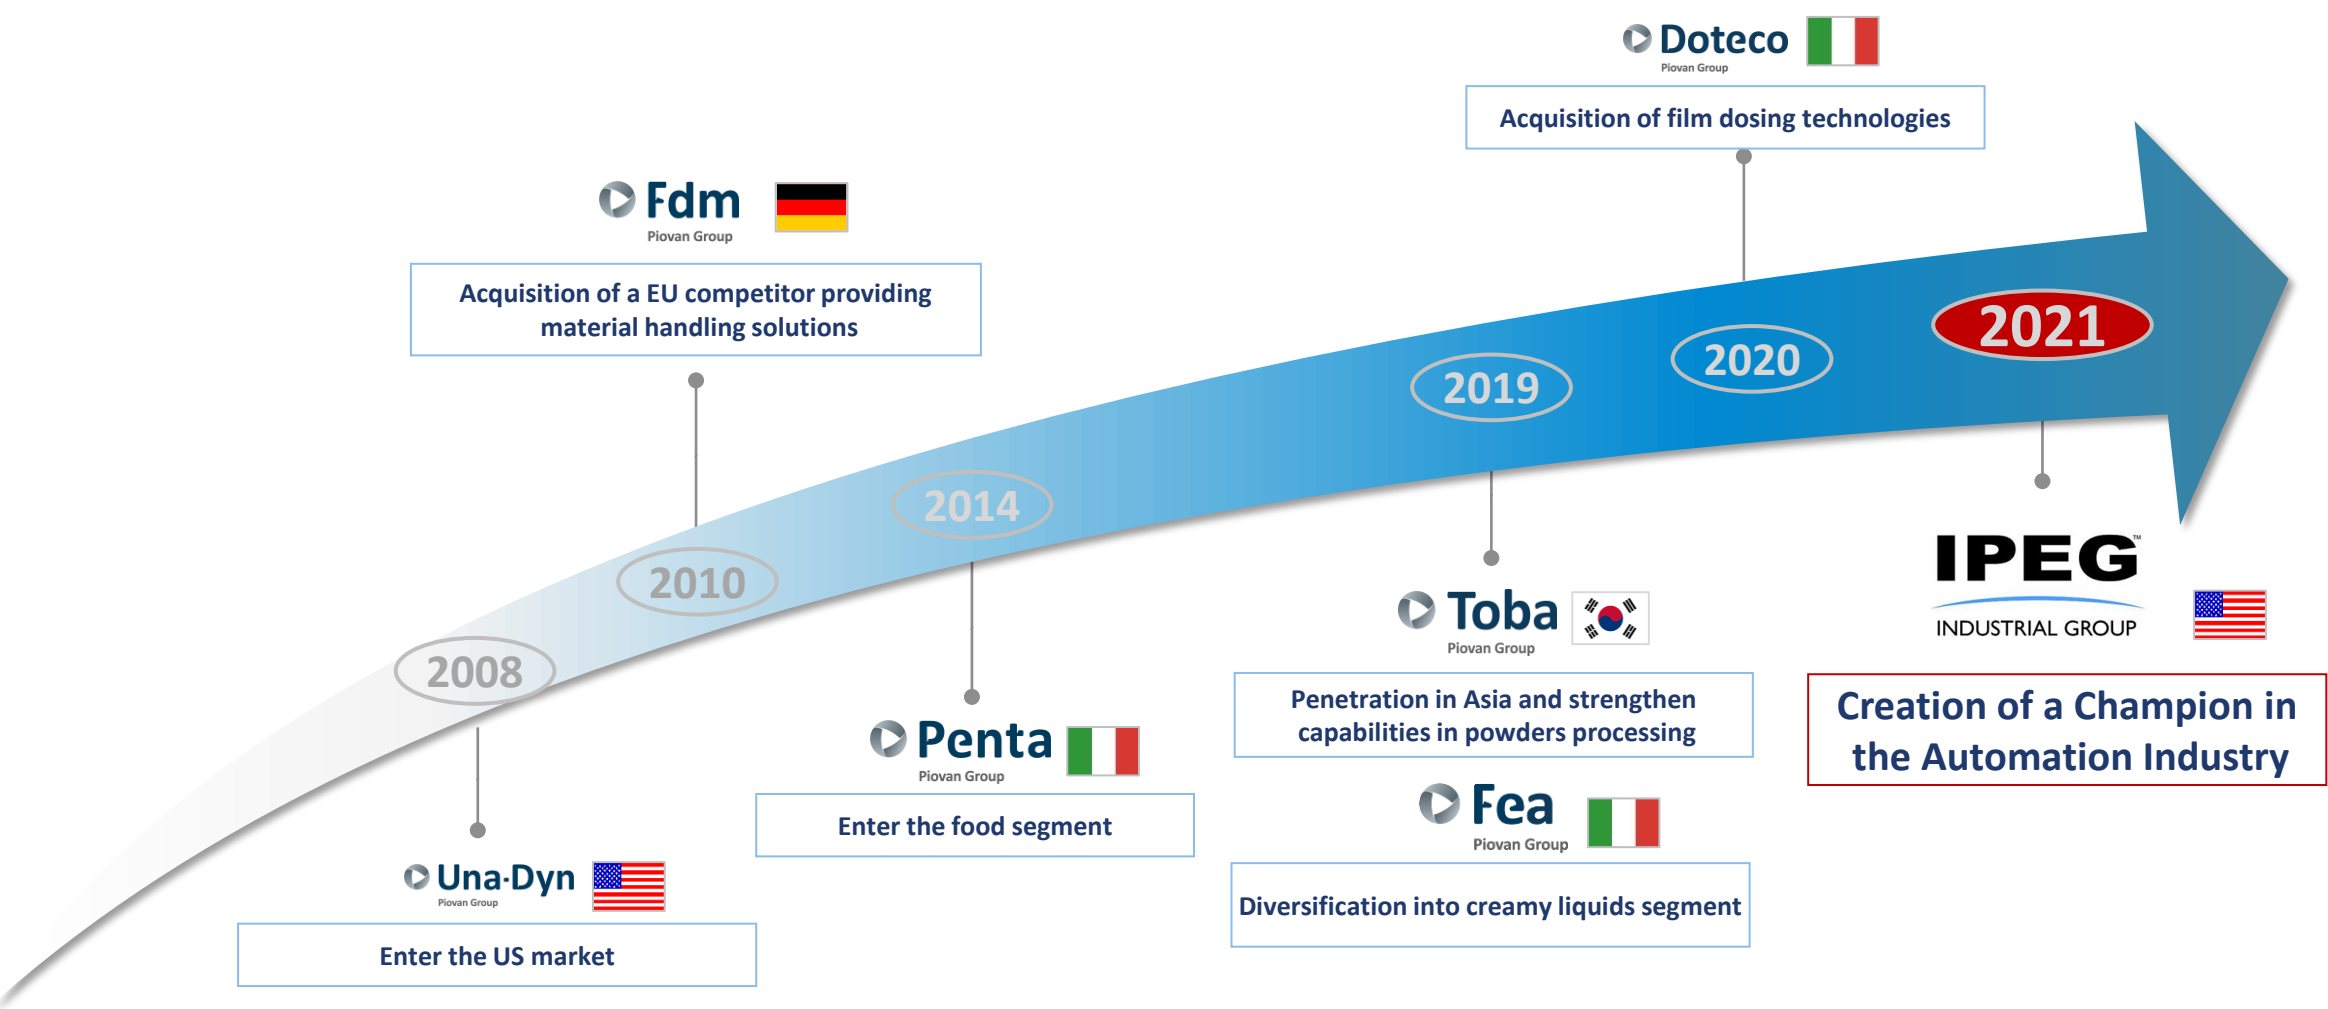 Doteco
Piovan Group
Acquisition of film dosing technologies
Fdm
Piovan Group
Acquisition of a EU competitor providing
material handling solutions
2021
2020
2019
2014
2010
2008
IPEG™
INDUSTRIAL GROUP
Creation of a Champion in
the Automation Industry
Toba
Piovan Group
Penetration in Asia and strengthen
capabilities in powders processing
Penta
Piovan Group
Enter the food segment
Fea
Piovan Group
Diversification into creamy liquids segment
Una·Dyn
Piovan Group
Enter the US market